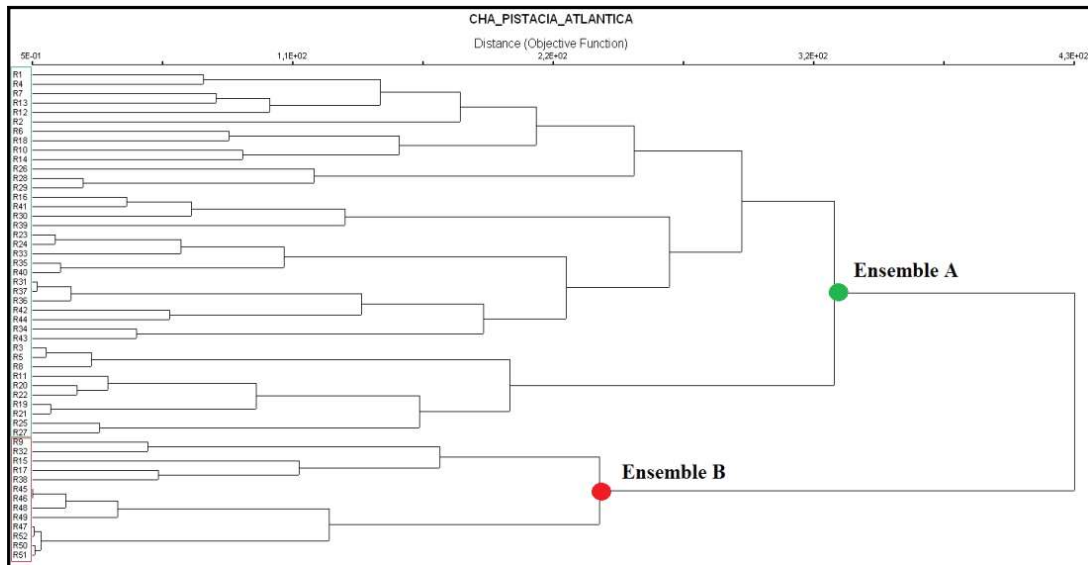 CHA_PISTACIA_ATLANTICA
Distance (Objective Function)
5E-01 1,1E+02 2,2E+02 3,2E+02 4,3E+02
R1
R4
R7
R13
R12
R2
R6
R18
R10
R14
R26
R28
R29
R16
R41
R30
R39
R23
R24
R33
R35
R40
R31
R37
R36
R42
R44
R34
R43
R3
R5
R8
R11
R20
R22
R19
R21
R25
R27
R9
R32
R15
R17
R38
R45
R46
R48
R49
R47
R52
R50
R51
Ensemble A
Ensemble B